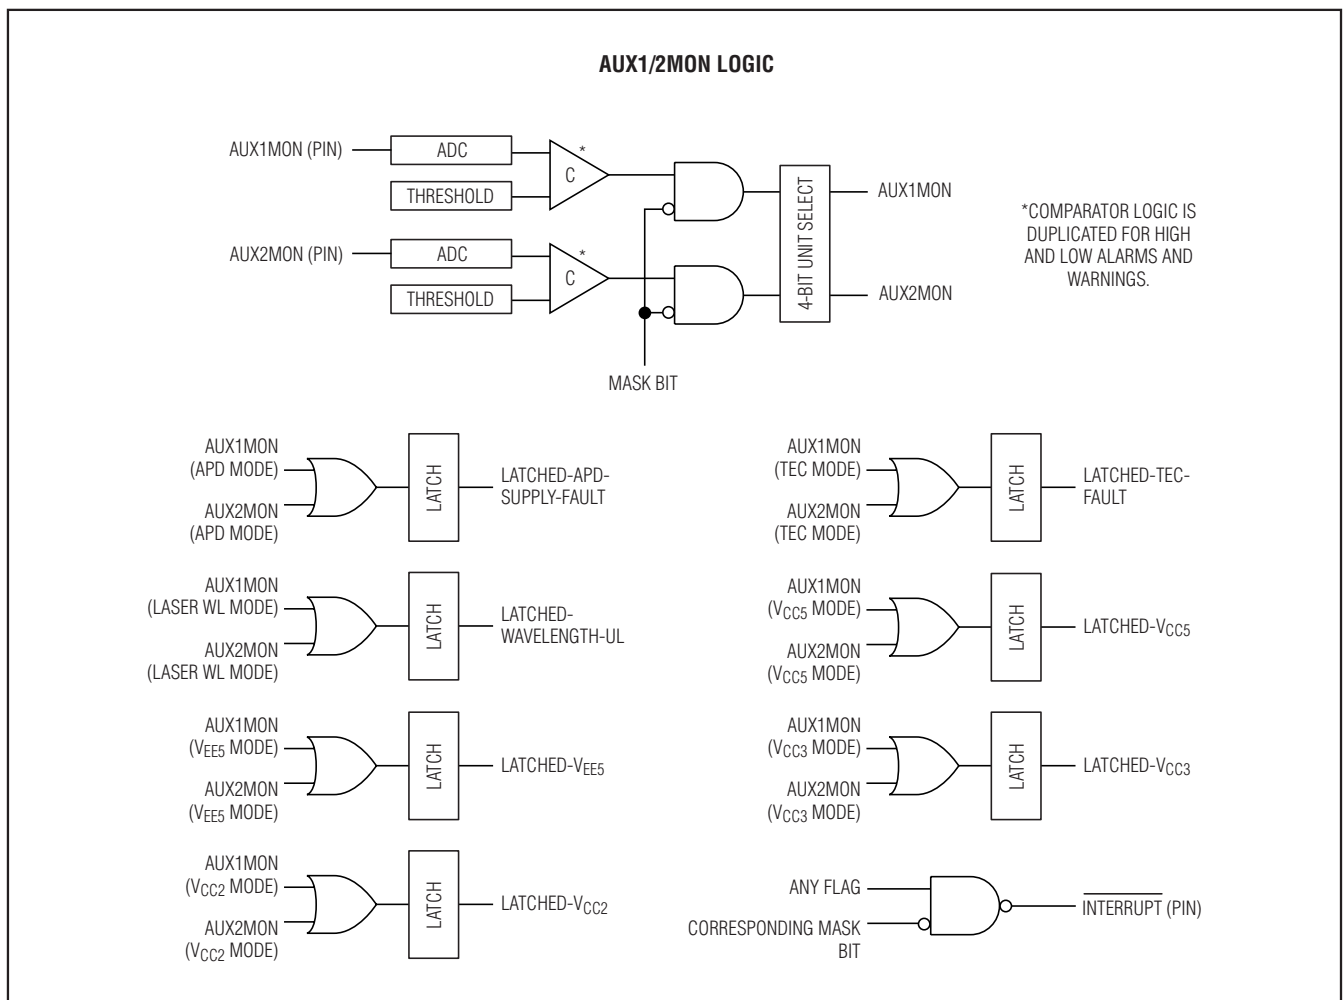 AUX1/2MON LOGIC
AUX1MON (PIN)
ADC
THRESHOLD
C
*
AUX2MON (PIN)
ADC
THRESHOLD
C
*
4-BIT UNIT SELECT
AUX1MON
AUX2MON
MASK BIT
*COMPARATOR LOGIC IS
DUPLICATED FOR HIGH
AND LOW ALARMS AND
WARNINGS.
AUX1MON
(APD MODE)
AUX2MON
(APD MODE)
LATCH
LATCHED-APD-
SUPPLY-FAULT
AUX1MON
(TEC MODE)
AUX2MON
(TEC MODE)
LATCH
LATCHED-TEC-
FAULT
AUX1MON
(LASER WL MODE)
AUX2MON
(LASER WL MODE)
LATCH
LATCHED-
WAVELENGTH-UL
AUX1MON
(VCC5 MODE)
AUX2MON
(VCC5 MODE)
LATCH
LATCHED-VCC5
AUX1MON
(VEE5 MODE)
AUX2MON
(VEE5 MODE)
LATCH
LATCHED-VEE5
AUX1MON
(VCC3 MODE)
AUX2MON
(VCC3 MODE)
LATCH
LATCHED-VCC3
AUX1MON
(VCC2 MODE)
AUX2MON
(VCC2 MODE)
LATCH
LATCHED-VCC2
ANY FLAG
CORRESPONDING MASK
BIT
INTERRUPT (PIN)